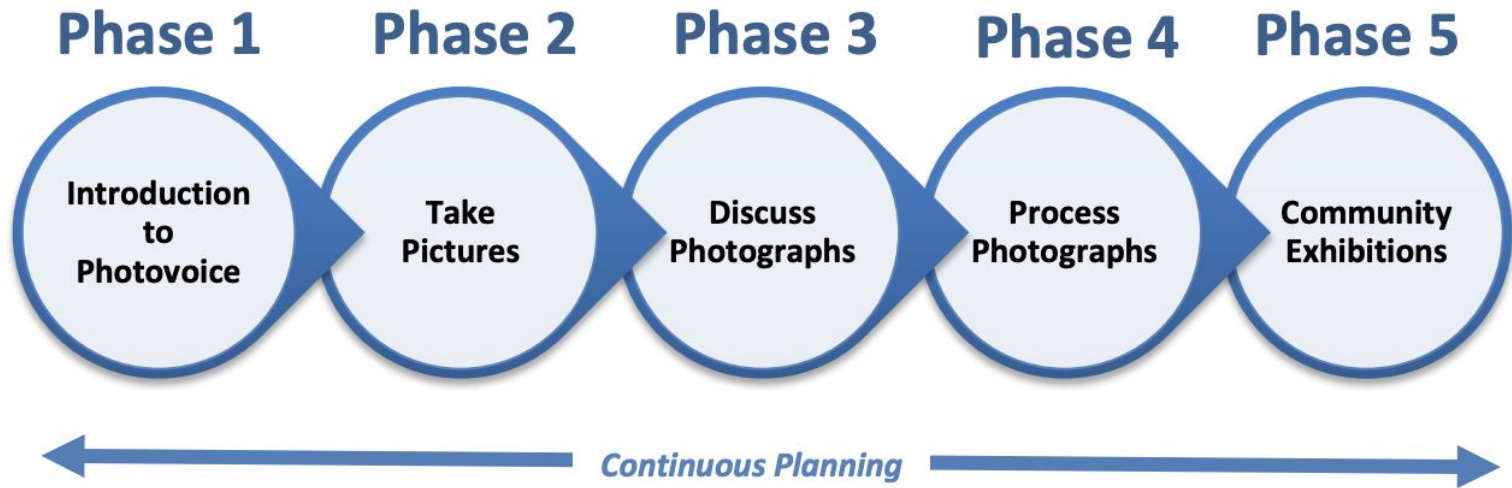 Phase 1
Phase 2
Phase 3
Phase 4
Phase 5
Introduction
to
Photovoice
Take
Pictures
Discuss
Photographs
Process
Photographs
Community
Exhibitions
Continuous Planning